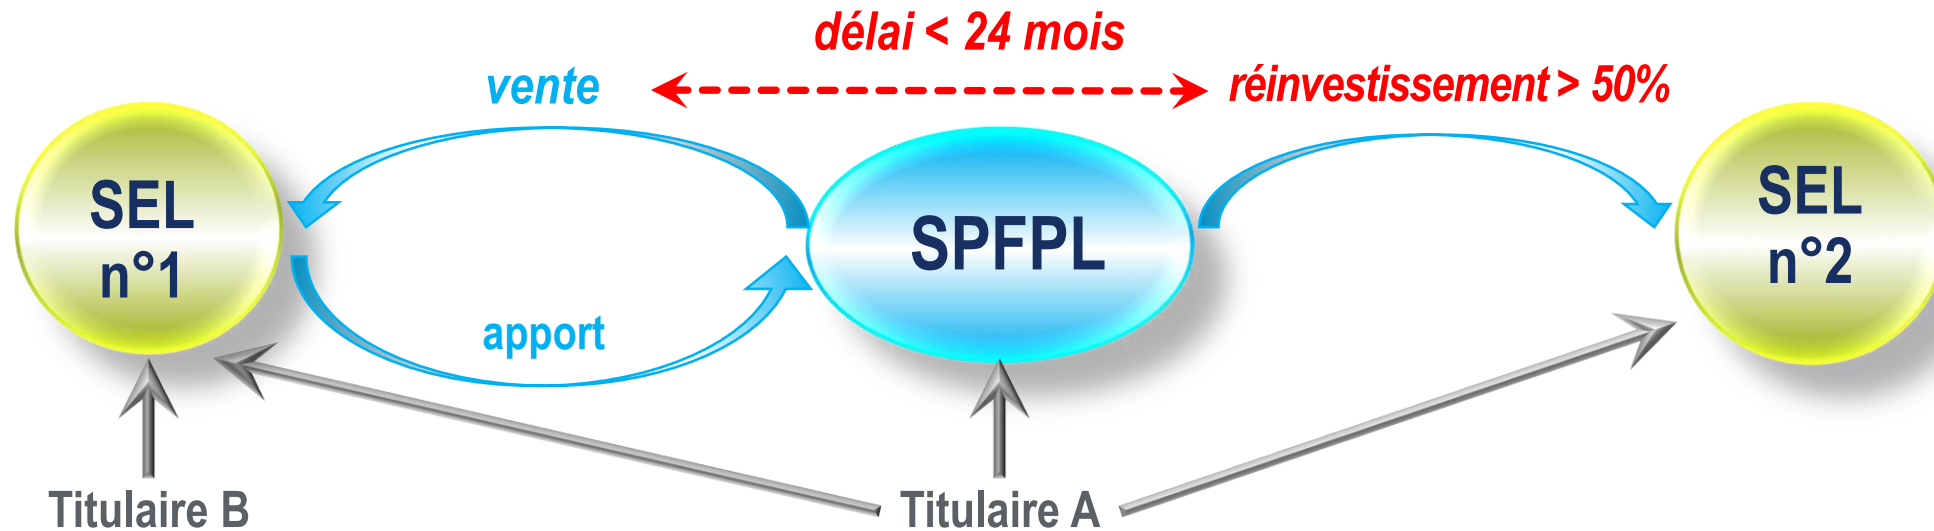 délai < 24 mois
vente
réinvestissement > 50%
SEL
n°1
SPFPL
SEL
n°2
apport
Titulaire B
Titulaire A